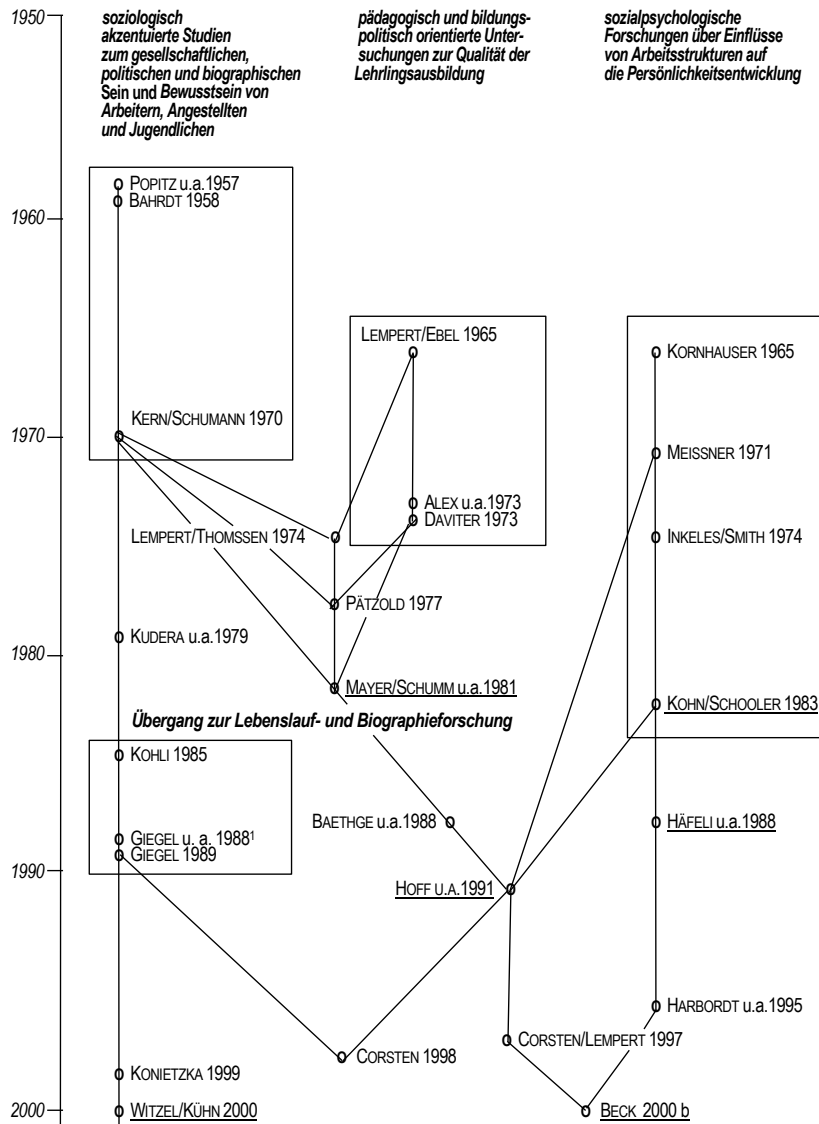 1950
soziologisch
akzentuierte Studien
zum gesellschaftlichen,
politischen und biographischen
Sein und Bewusstsein von
Arbeitern, Angestellten
und Jugendlichen
pädagogisch und bildungs-
politisch orientierte Unter-
suchungen zur Qualität der
Lehrlingsausbildung
sozialpsychologische
Forschungen über Einflüsse
von Arbeitsstrukturen auf
die Persönlichkeitsentwicklung
POPITZ u.a.1957
BAHRDT 1958
1960
LEMPERT/EBEL 1965
KORNHAUSER 1965
KERN/SCHUMANN 1970
1970
MEISSNER 1971
ALEX u.a.1973
DAVITER 1973
LEMPERT/THOMSSEN 1974
INKELES/SMITH 1974
PÄTZOLD 1977
KUDERA u.a.1979
1980
MAYER/SCHUMM u.a.1981
KOHN/SCHOOLER 1983
Übergang zur Lebenslauf- und Biographieforschung
KOHLI 1985
BAETHGE u.a.1988
HÄFELI u.a.1988
GIEGEL u. a. 1988¹
GIEGEL 1989
1990
HOFF U.A.1991
HARBORDT u.a.1995
CORSTEN/LEMPERT 1997
CORSTEN 1998
KONIETZKA 1999
2000
WITZEL/KÜHN 2000
BECK 2000 b